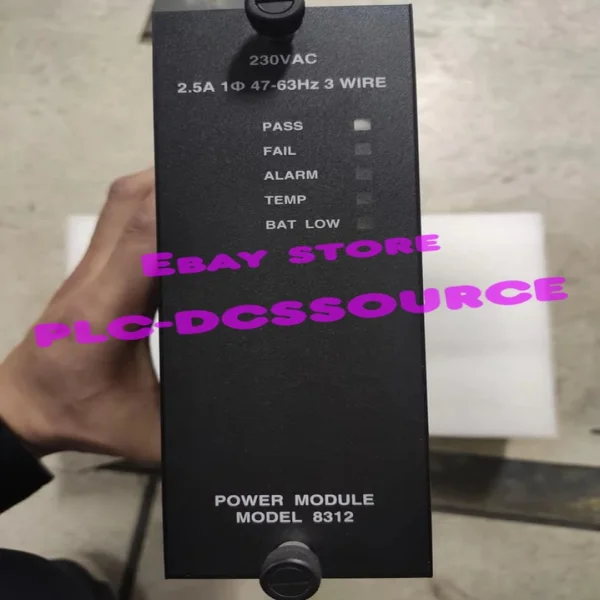 230VAC
2.5A 1Φ 47-63Hz 3 WIRE
PASS
FAIL
ALARM
TEMP
BAT LOW
EBAY STORE
PLC-DCSSOURCE
POWER MODULE
MODEL 8312